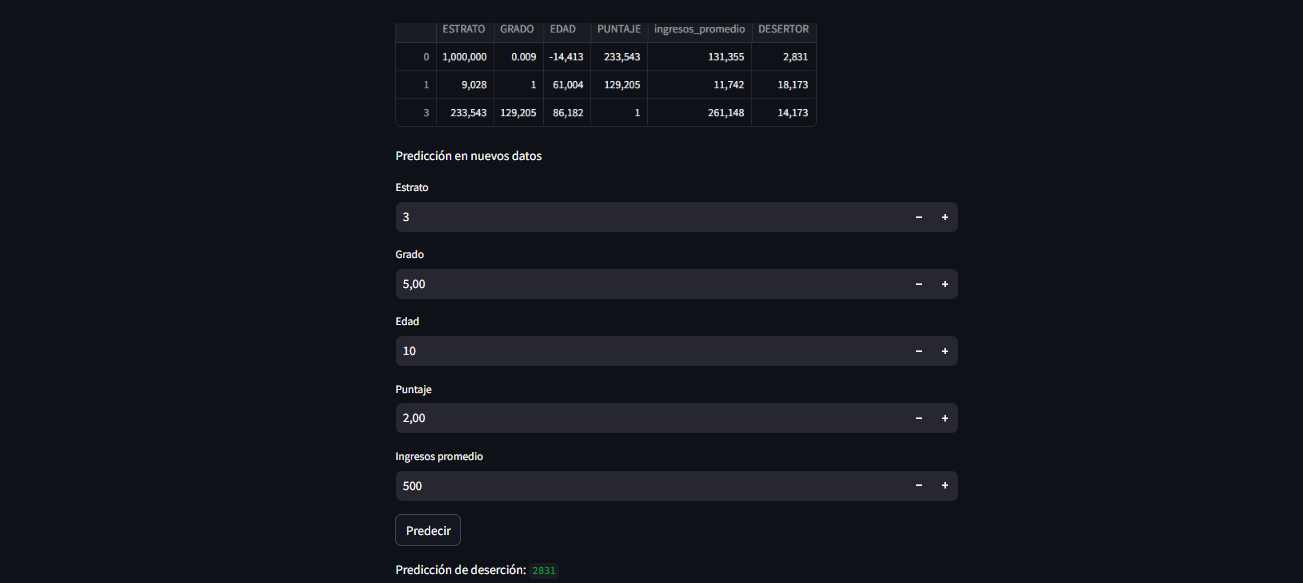 ESTRATO GRADO EDAD PUNTAJE ingresos_promedio DESERTOR
0 1,000,000 0.009 -14,413 233,543 131,355 2,831
1 9,028 1 61,004 129,205 11,742 18,173
3 233,543 129,205 86,182 1 261,148 14,173
Predicción en nuevos datos
Estrato
3 − +
Grado
5,00 − +
Edad
10 − +
Puntaje
2,00 − +
Ingresos promedio
500 − +
Predecir
Predicción de deserción: 2831